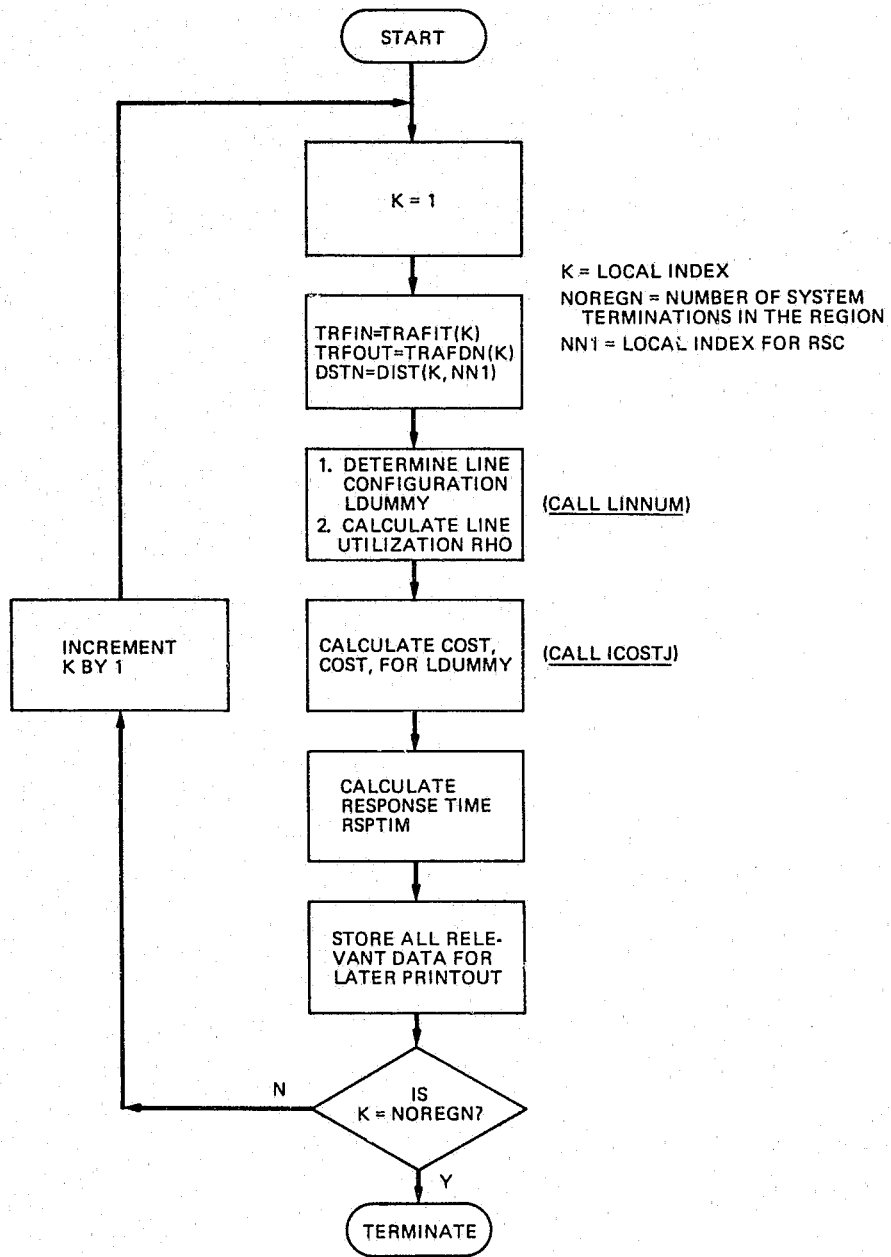 START
K = 1
K = LOCAL INDEX
NOREGN = NUMBER OF SYSTEM
TERMINATIONS IN THE REGION
NN1 = LOCAL INDEX FOR RSC
TRFIN=TRAFIT(K)
TRFOUT=TRAFDN(K)
DSTN=DIST(K, NN1)
1. DETERMINE LINE
CONFIGURATION
LDUMMY
2. CALCULATE LINE
UTILIZATION RHO
(CALL LINNUM)
INCREMENT
K BY 1
CALCULATE COST,
COST, FOR LDUMMY
(CALL ICOSTJ)
CALCULATE
RESPONSE TIME
RSPTIM
STORE ALL RELE-
VANT DATA FOR
LATER PRINTOUT
N
IS
K = NOREGN?
Y
TERMINATE